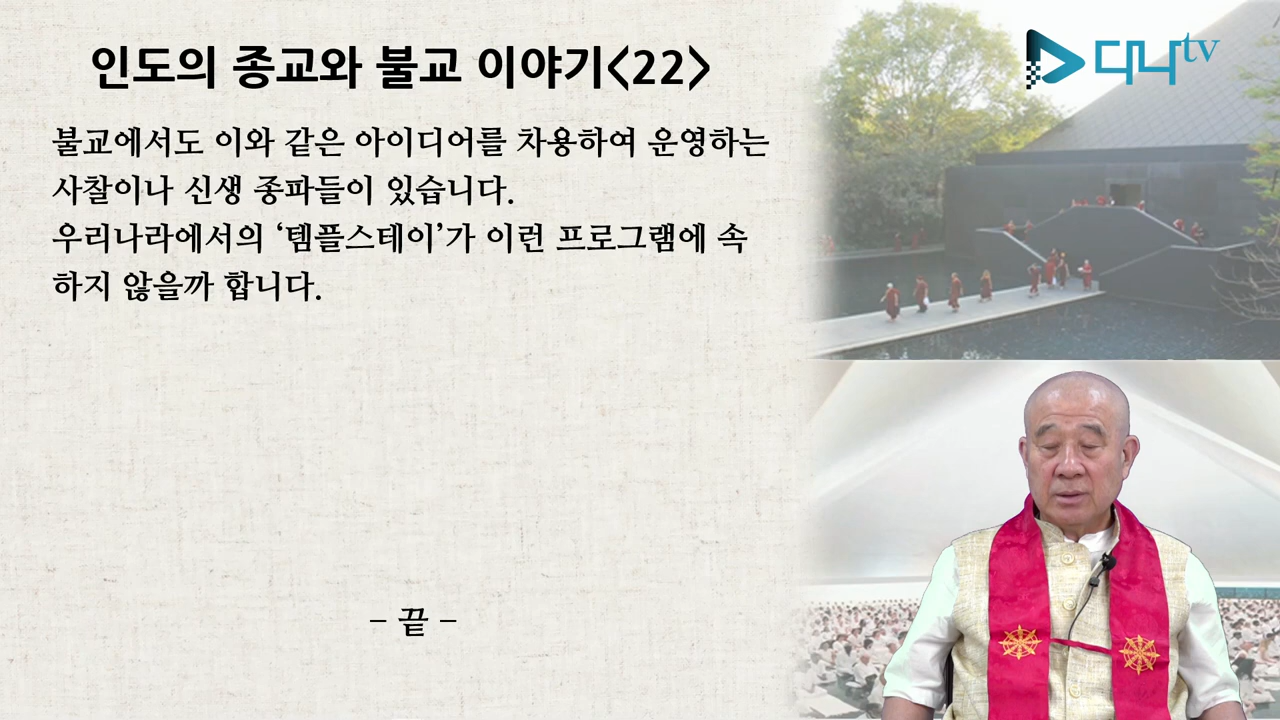 인도의 종교와 불교 이야기<22>
불교에서도 이와 같은 아이디어를 차용하여 운영하는
사찰이나 신생 종파들이 있습니다.
우리나라에서의 ‘템플스테이’가 이런 프로그램에 속
하지 않을까 합니다.
- 끝 -
다나tv